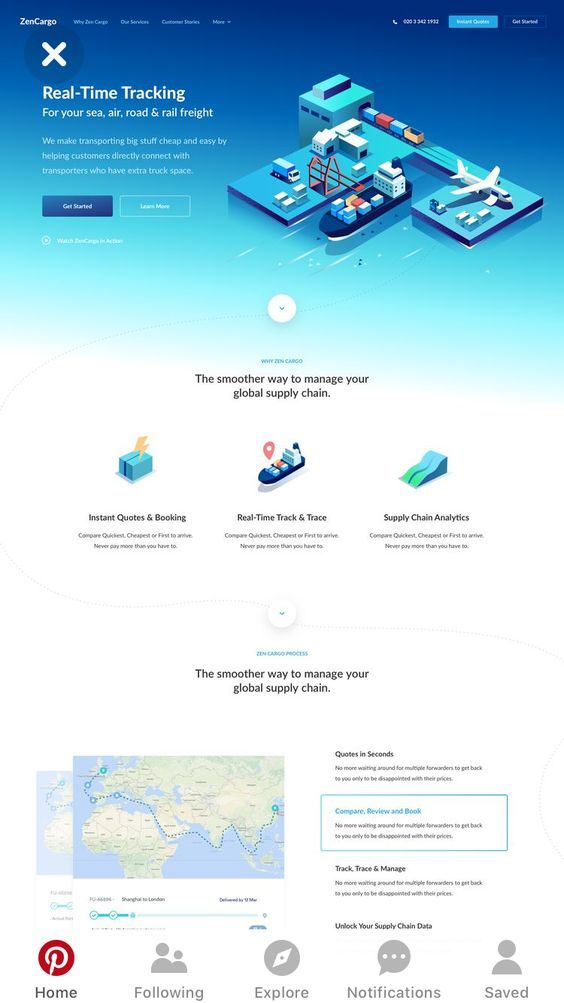 ZenCargo
Why Zen Cargo
Our Services
Customer Stories
More
020 3 342 1932
Instant Quotes
Get Started
Real-Time Tracking
For your sea, air, road & rail freight
We make transporting big stuff cheap and easy by
helping customers directly connect with
transporters who have extra truck space.
Get Started
Learn More
Watch ZenCargo in Action
WHY ZEN CARGO
The smoother way to manage your
global supply chain.
Instant Quotes & Booking
Compare Quickest, Cheapest or First to arrive.
Never pay more than you have to.
Real-Time Track & Trace
Compare Quickest, Cheapest or First to arrive.
Never pay more than you have to.
Supply Chain Analytics
Compare Quickest, Cheapest or First to arrive.
Never pay more than you have to.
ZEN CARGO PROCESS
The smoother way to manage your
global supply chain.
Quotes in Seconds
No more waiting around for multiple forwarders to get back
to you only to be disappointed with their prices.
Compare, Review and Book
No more waiting around for multiple forwarders to get back
to you only to be disappointed with their prices.
Track, Trace & Manage
No more waiting around for multiple forwarders to get back
to you only to be disappointed with their prices.
Unlock Your Supply Chain Data
Shanghai to London
Delivered by 12 Mar
Home
Following
Explore
Notifications
Saved